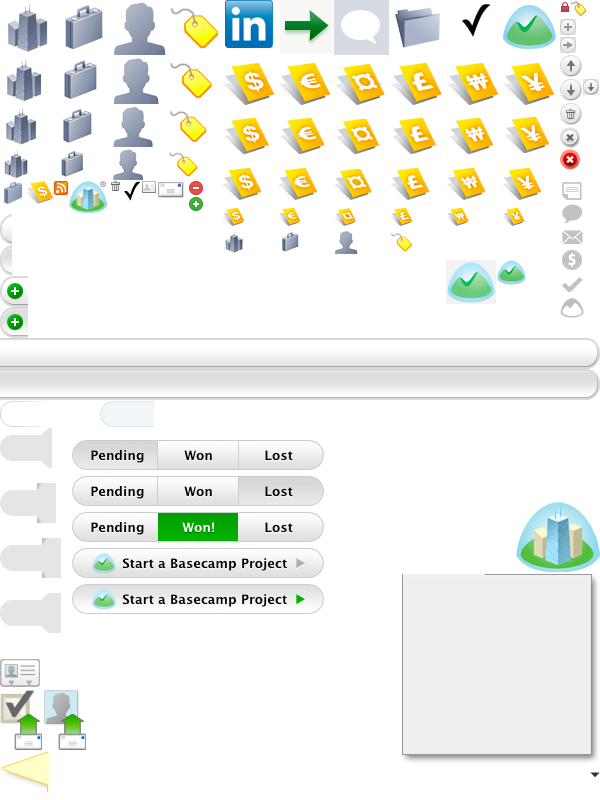 in
$ € ¤ £ ₩ ¥
$ € ¤ £ ₩ ¥
$ € ¤ £ ₩ ¥
$
$ € ¤ £ ₩ ¥
®
$
Pending Won Lost
Pending Won Lost
Pending Won! Lost
Start a Basecamp Project
Start a Basecamp Project